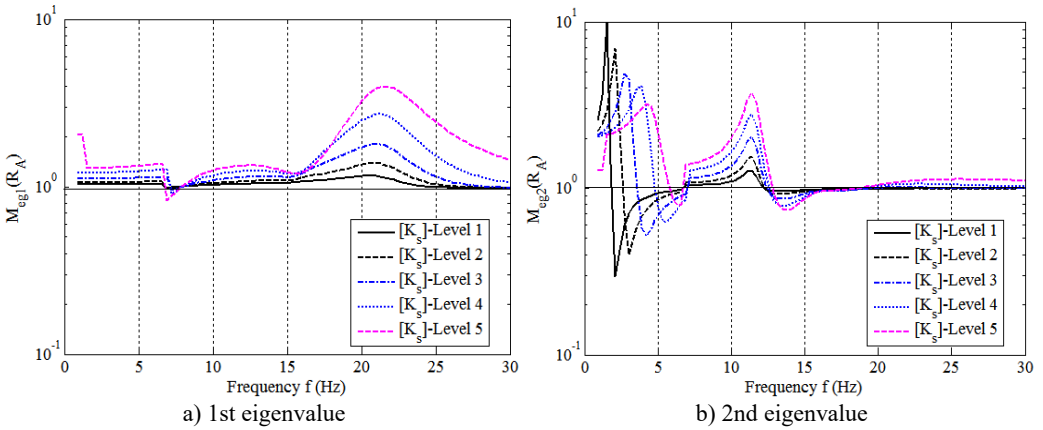 10^1
10^0
10^-1
M_eg1(R_A)
0 5 10 15 20 25 30
Frequency f (Hz)
[K_s]-Level 1
[K_s]-Level 2
[K_s]-Level 3
[K_s]-Level 4
[K_s]-Level 5
a) 1st eigenvalue
10^1
10^0
10^-1
M_eg2(R_A)
0 5 10 15 20 25 30
Frequency f (Hz)
[K_s]-Level 1
[K_s]-Level 2
[K_s]-Level 3
[K_s]-Level 4
[K_s]-Level 5
b) 2nd eigenvalue